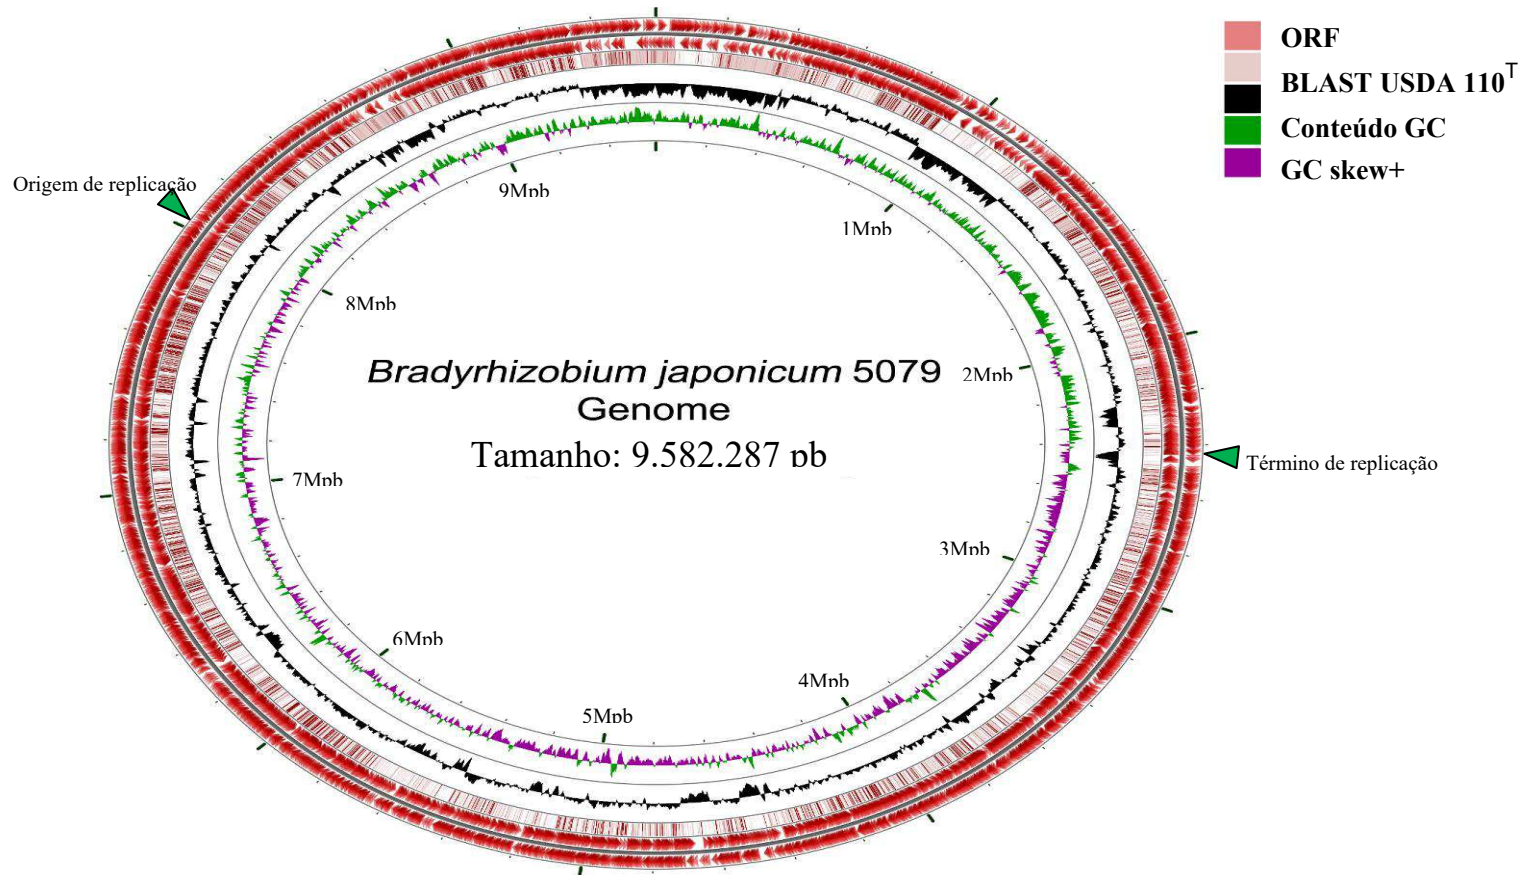 ORF
BLAST USDA 110T
Conteúdo GC
GC skew+
Origem de replicação
9Mpb
1Mpb
8Mpb
Bradyrhizobium japonicum 5079
2Mpb
Genome
Tamanho: 9.582.287 pb
Término de replicação
7Mpb
3Mpb
6Mpb
4Mpb
5Mpb